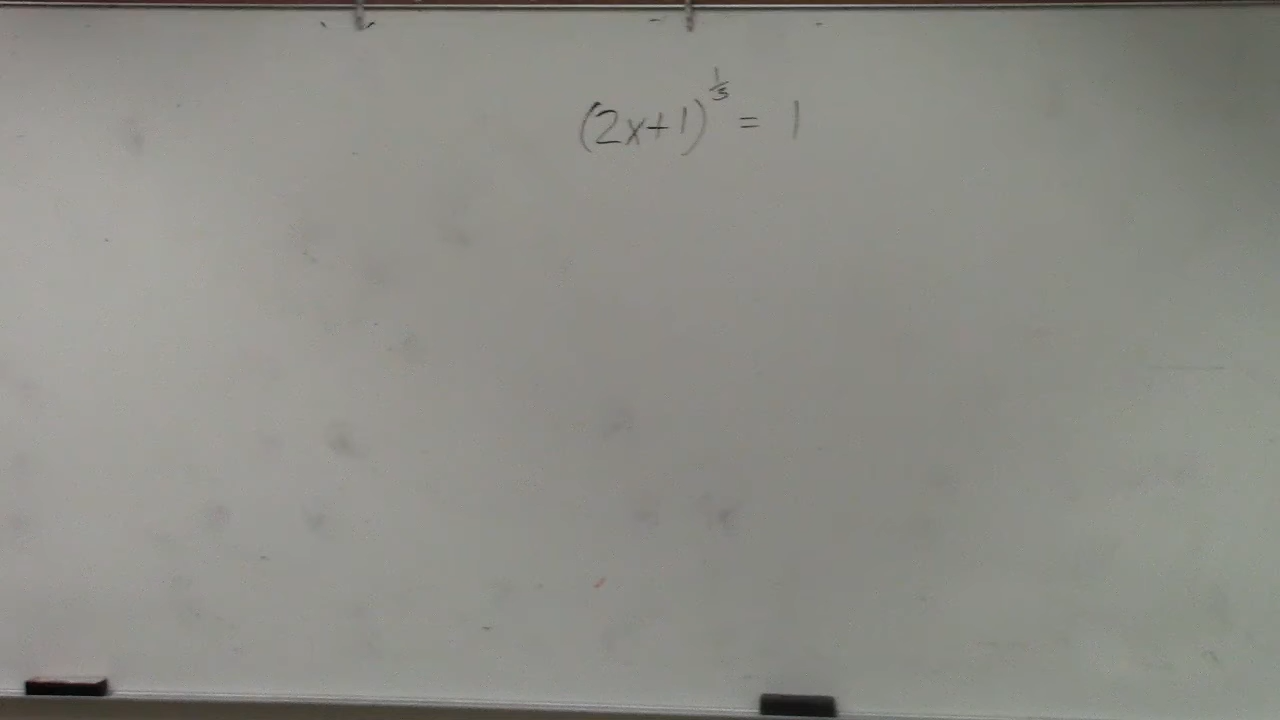 (2x+1)^{1/3} = 1